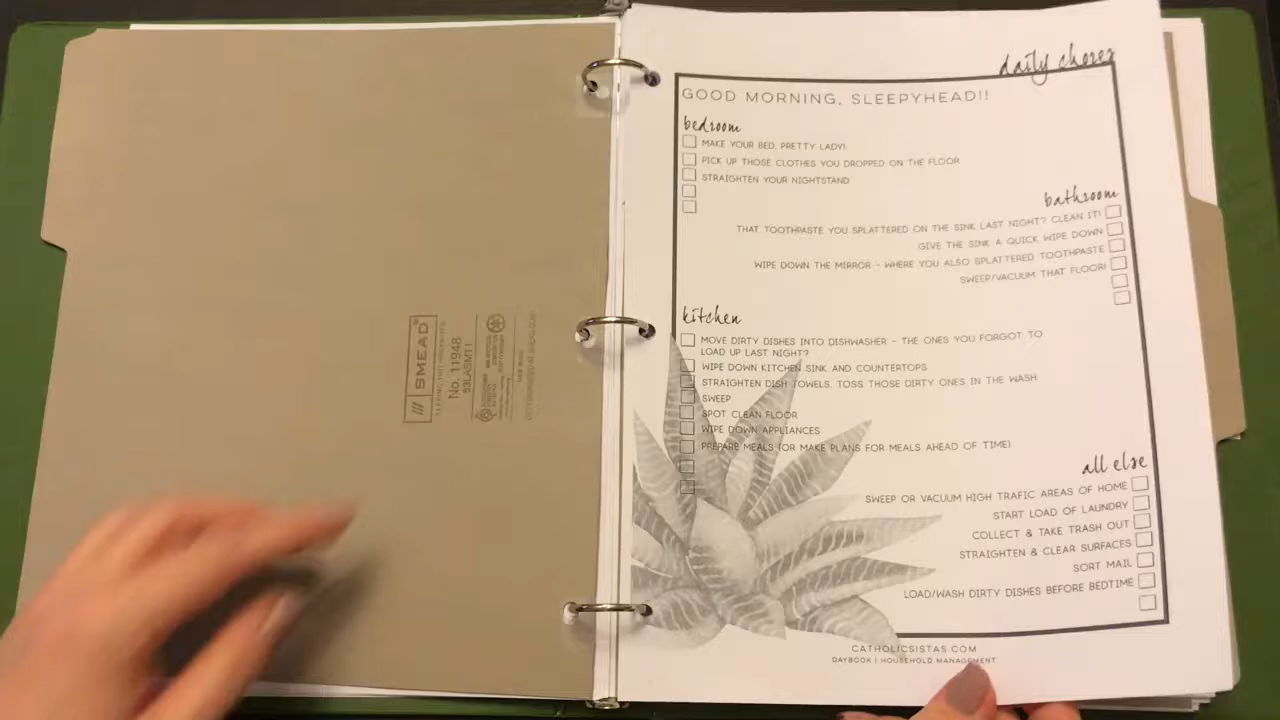 SMEAD®
No. 11948
53LASMT1
daily chores
GOOD MORNING, SLEEPYHEAD!!
bedroom
MAKE YOUR BED, PRETTY LADY!
PICK UP THOSE CLOTHES YOU DROPPED ON THE FLOOR
STRAIGHTEN YOUR NIGHTSTAND
bathroom
THAT TOOTHPASTE YOU SPLATTERED ON THE SINK LAST NIGHT? CLEAN IT!
GIVE THE SINK A QUICK WIPE DOWN
WIPE DOWN THE MIRROR - WHERE YOU ALSO SPLATTERED TOOTHPASTE
SWEEP/VACUUM THAT FLOOR!
kitchen
MOVE DIRTY DISHES INTO DISHWASHER - THE ONES YOU FORGOT TO
LOAD UP LAST NIGHT?
WIPE DOWN KITCHEN SINK AND COUNTERTOPS
STRAIGHTEN DISH TOWELS. TOSS THOSE DIRTY ONES IN THE WASH
SWEEP
SPOT CLEAN FLOOR
WIPE DOWN APPLIANCES
PREPARE MEALS (OR MAKE PLANS FOR MEALS AHEAD OF TIME)
all else
SWEEP OR VACUUM HIGH TRAFIC AREAS OF HOME
START LOAD OF LAUNDRY
COLLECT & TAKE TRASH OUT
STRAIGHTEN & CLEAR SURFACES
SORT MAIL
LOAD/WASH DIRTY DISHES BEFORE BEDTIME
CATHOLICSISTAS.COM
DAYBOOK | HOUSEHOLD MANAGEMENT